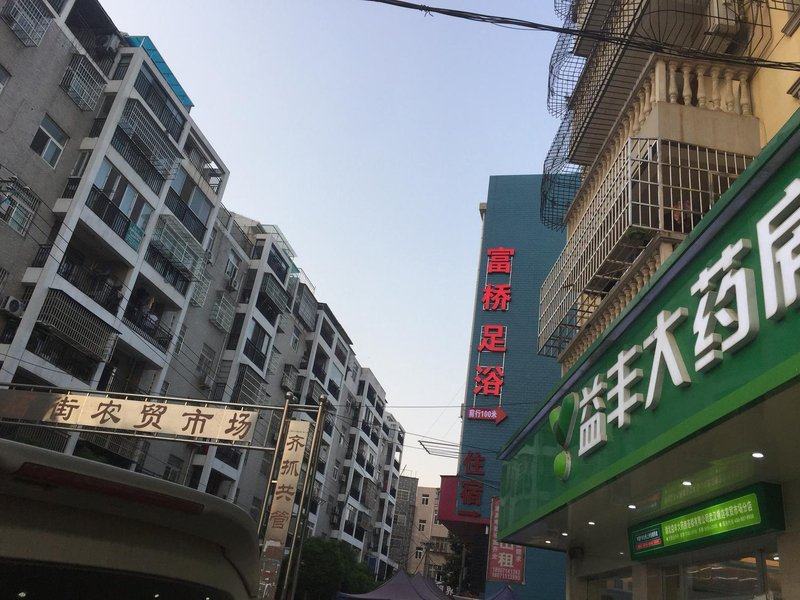 富桥足浴
前行100米
住宿
街农贸市场
齐抓共管
益丰大药房
租